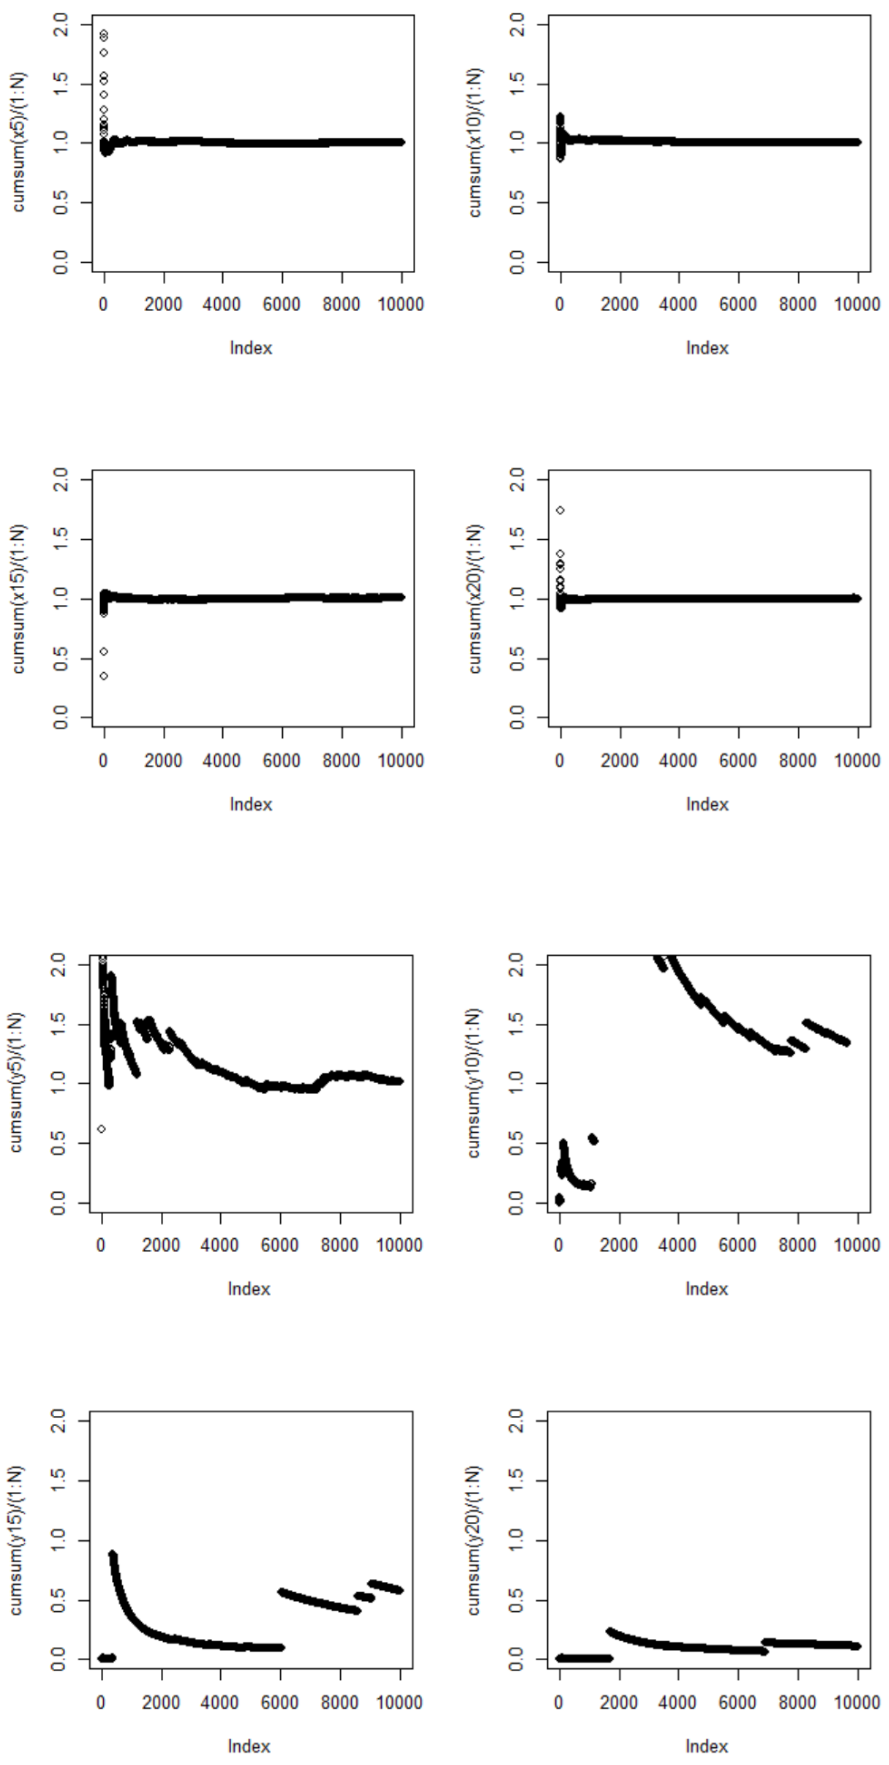 cumsum(x5)/(1:N)
2.0
1.5
1.0
0.5
0.0
0 2000 4000 6000 8000 10000
Index
cumsum(x10)/(1:N)
2.0
1.5
1.0
0.5
0.0
0 2000 4000 6000 8000 10000
Index
cumsum(x15)/(1:N)
2.0
1.5
1.0
0.5
0.0
0 2000 4000 6000 8000 10000
Index
cumsum(x20)/(1:N)
2.0
1.5
1.0
0.5
0.0
0 2000 4000 6000 8000 10000
Index
cumsum(y5)/(1:N)
2.0
1.5
1.0
0.5
0.0
0 2000 4000 6000 8000 10000
Index
cumsum(y10)/(1:N)
2.0
1.5
1.0
0.5
0.0
0 2000 4000 6000 8000 10000
Index
cumsum(y15)/(1:N)
2.0
1.5
1.0
0.5
0.0
0 2000 4000 6000 8000 10000
Index
cumsum(y20)/(1:N)
2.0
1.5
1.0
0.5
0.0
0 2000 4000 6000 8000 10000
Index